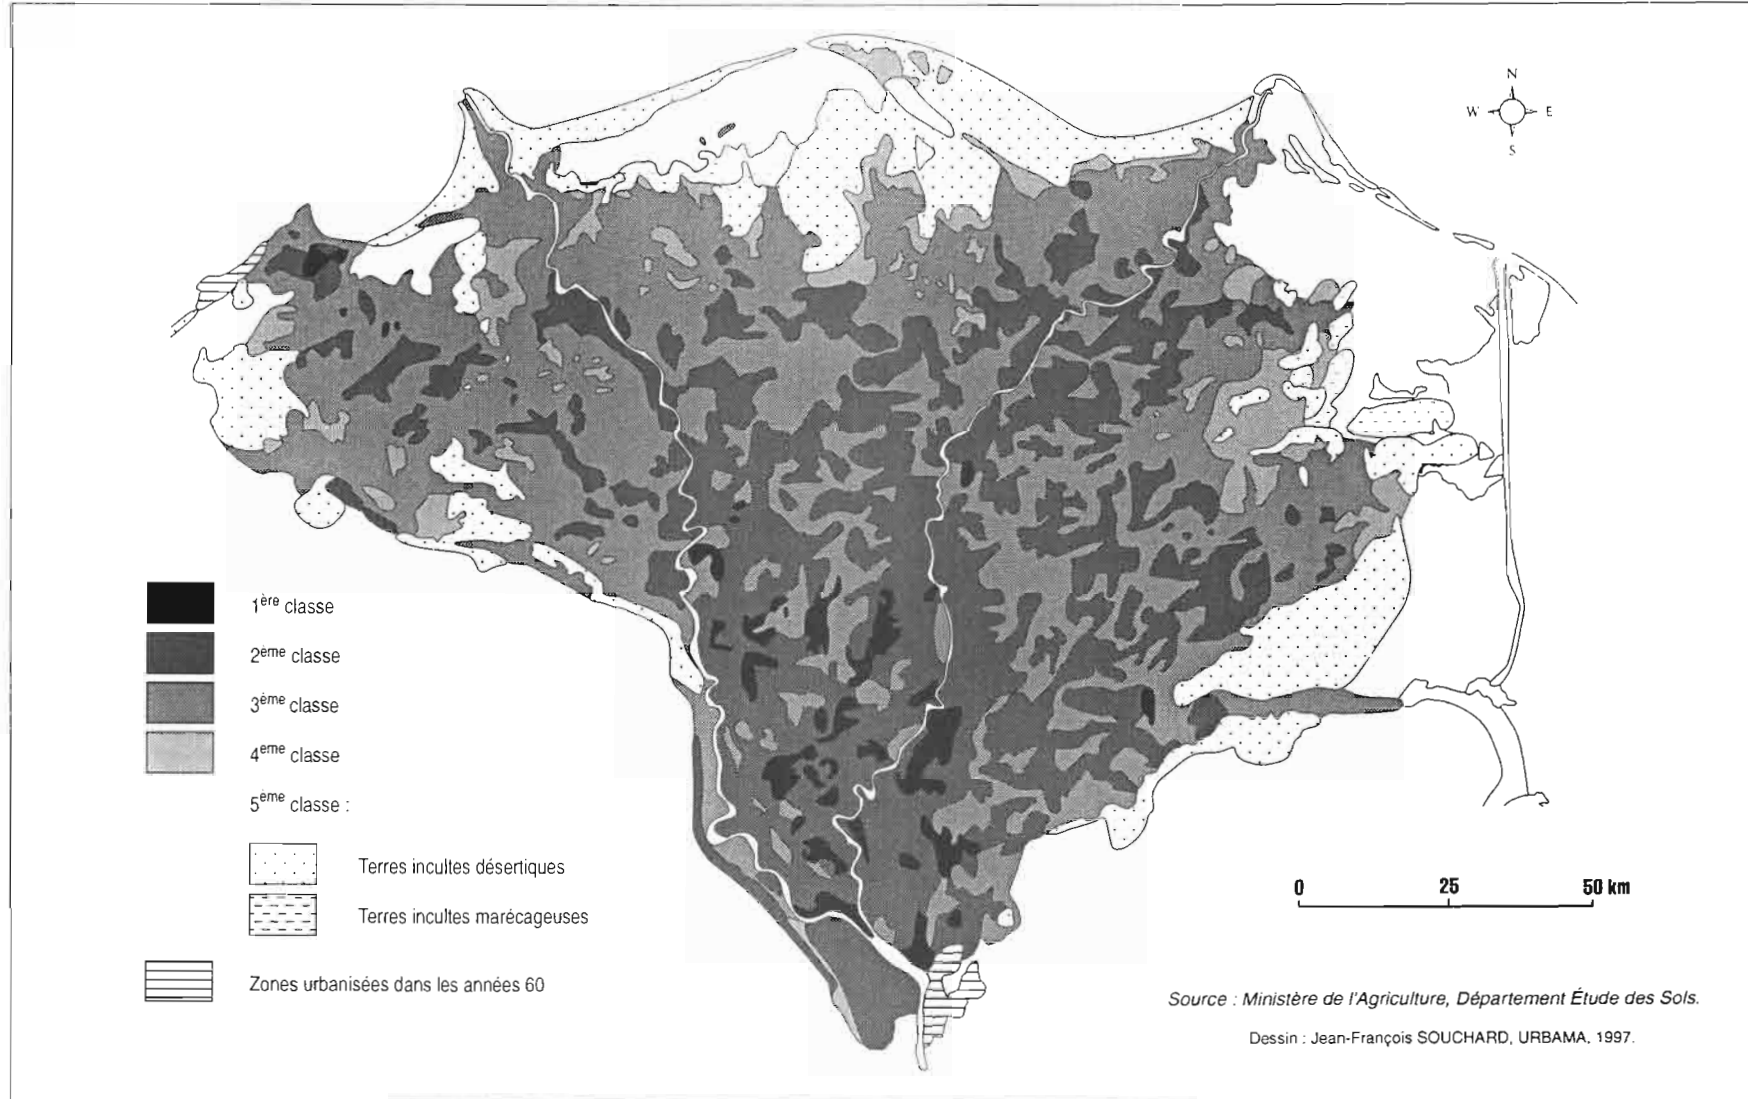 N
W E
S
1ère classe
2ème classe
3ème classe
4ème classe
5ème classe :
Terres incultes désertiques
Terres incultes marécageuses
Zones urbanisées dans les années 60
0 25 50 km
Source : Ministère de l'Agriculture, Département Étude des Sols.
Dessin : Jean-François SOUCHARD, URBAMA, 1997.